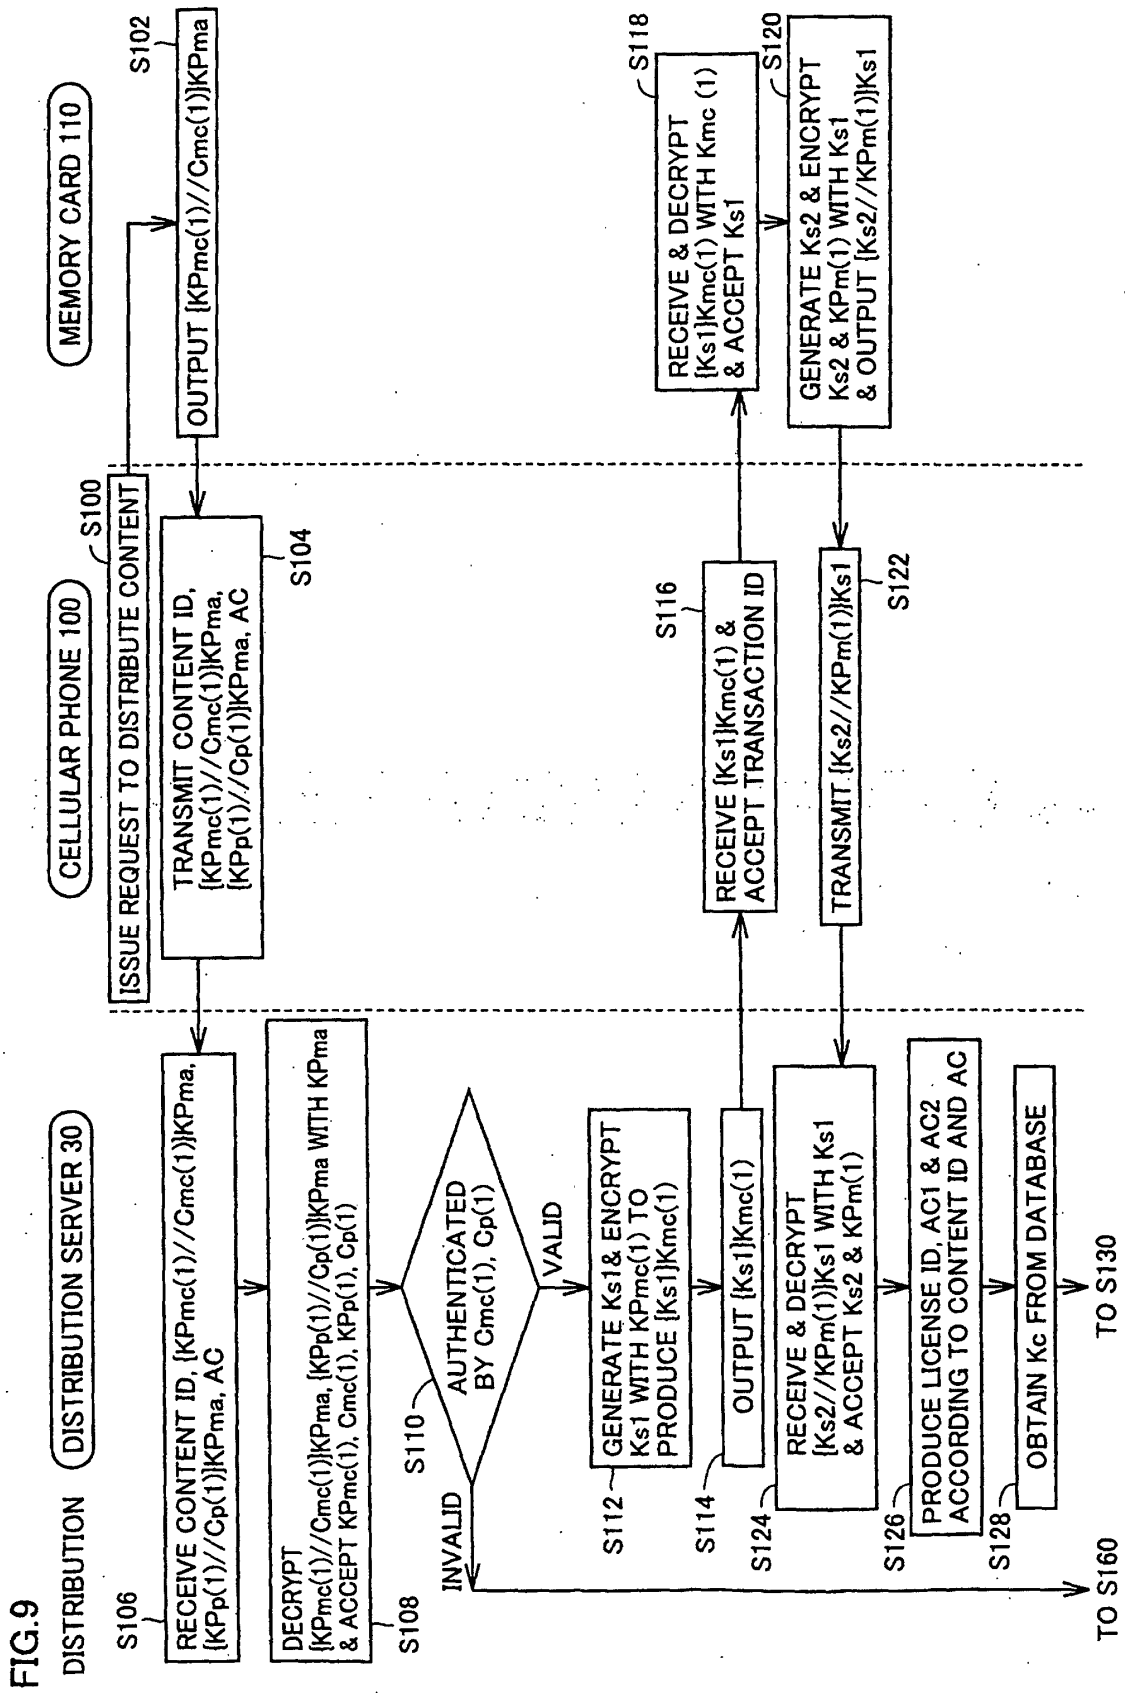 FIG.9
DISTRIBUTION
DISTRIBUTION SERVER 30
CELLULAR PHONE 100
MEMORY CARD 110
S100
ISSUE REQUEST TO DISTRIBUTE CONTENT
S102
OUTPUT {KPmc(1)//Cmc(1)}KPma
S104
TRANSMIT CONTENT ID,
{KPmc(1)//Cmc(1)}KPma,
{KPp(1)//Cp(1)}KPma, AC
S106
RECEIVE CONTENT ID, {KPmc(1)//Cmc(1)}KPma,
{KPp(1)//Cp(1)}KPma, AC
S108
DECRYPT
{KPmc(1)//Cmc(1)}KPma, {KPp(1)//Cp(1)}KPma WITH KPma
& ACCEPT KPmc(1), Cmc(1), KPp(1), Cp(1)
S110
AUTHENTICATED
BY Cmc(1), Cp(1)
INVALID
VALID
S112
GENERATE Ks1& ENCRYPT
Ks1 WITH KPmc(1) TO
PRODUCE {Ks1}Kmc(1)
S114
OUTPUT {Ks1}Kmc(1)
S116
RECEIVE {Ks1}Kmc(1) &
ACCEPT TRANSACTION ID
S118
RECEIVE & DECRYPT
{Ks1}Kmc(1) WITH Kmc (1)
& ACCEPT Ks1
S120
GENERATE Ks2 & ENCRYPT
Ks2 & KPm(1) WITH Ks1
& OUTPUT {Ks2//KPm(1)}Ks1
S122
TRANSMIT {Ks2//KPm(1)}Ks1
S124
RECEIVE & DECRYPT
{Ks2//KPm(1)}Ks1 WITH Ks1
& ACCEPT Ks2 & KPm(1)
S126
PRODUCE LICENSE ID, AC1 & AC2
ACCORDING TO CONTENT ID AND AC
S128
OBTAIN Kc FROM DATABASE
TO S160
TO S130